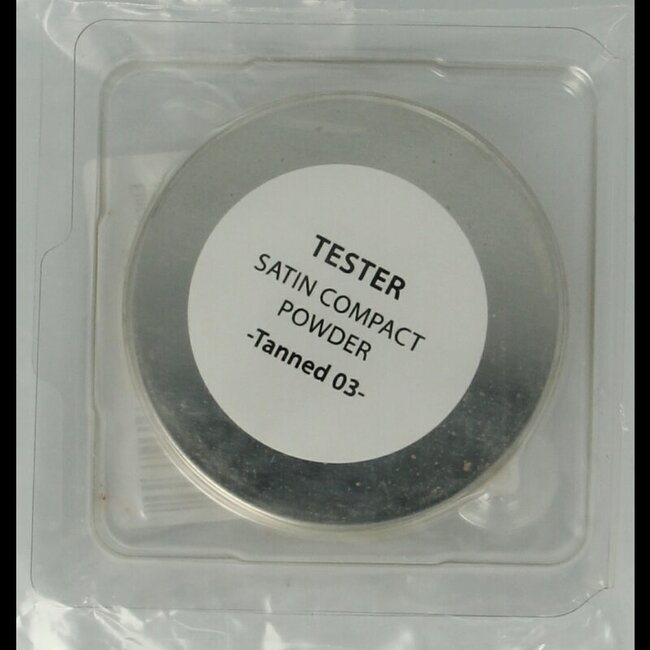 TESTER
SATIN COMPACT
POWDER
-Tanned 03-